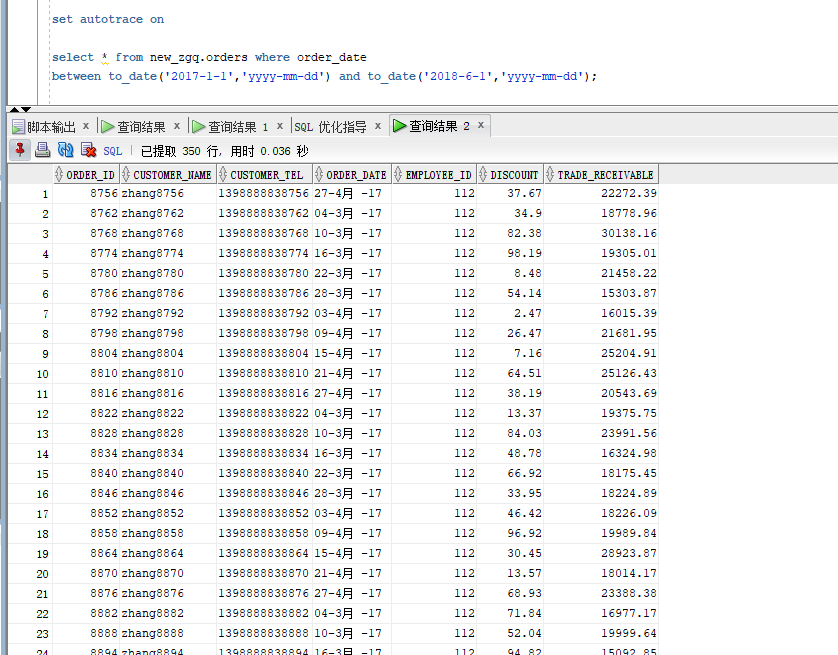 set autotrace on
select * from new_zgq.orders where order_date
between to_date('2017-1-1','yyyy-mm-dd') and to_date('2018-6-1','yyyy-mm-dd');
脚本输出 x 查询结果 x 查询结果 1 x SQL 优化指导 x 查询结果 2 x
SQL 已提取 350 行, 用时 0.036 秒
ORDER_ID CUSTOMER_NAME CUSTOMER_TEL ORDER_DATE EMPLOYEE_ID DISCOUNT TRADE_RECEIVABLE
1 8756 zhang8756 1398888838756 27-4月 -17 112 37.67 22272.39
2 8762 zhang8762 1398888838762 04-3月 -17 112 34.9 18778.96
3 8768 zhang8768 1398888838768 10-3月 -17 112 82.38 30138.16
4 8774 zhang8774 1398888838774 16-3月 -17 112 98.19 19305.01
5 8780 zhang8780 1398888838780 22-3月 -17 112 8.48 21458.22
6 8786 zhang8786 1398888838786 28-3月 -17 112 54.14 15303.87
7 8792 zhang8792 1398888838792 03-4月 -17 112 2.47 16015.39
8 8798 zhang8798 1398888838798 09-4月 -17 112 26.47 21681.95
9 8804 zhang8804 1398888838804 15-4月 -17 112 7.16 25204.91
10 8810 zhang8810 1398888838810 21-4月 -17 112 64.51 25126.43
11 8816 zhang8816 1398888838816 27-4月 -17 112 38.19 20543.69
12 8822 zhang8822 1398888838822 04-3月 -17 112 13.37 19375.75
13 8828 zhang8828 1398888838828 10-3月 -17 112 84.03 23991.56
14 8834 zhang8834 1398888838834 16-3月 -17 112 48.78 16324.98
15 8840 zhang8840 1398888838840 22-3月 -17 112 66.92 18175.45
16 8846 zhang8846 1398888838846 28-3月 -17 112 33.95 18224.89
17 8852 zhang8852 1398888838852 03-4月 -17 112 46.42 18226.09
18 8858 zhang8858 1398888838858 09-4月 -17 112 96.92 19989.84
19 8864 zhang8864 1398888838864 15-4月 -17 112 30.45 28923.87
20 8870 zhang8870 1398888838870 21-4月 -17 112 13.57 18014.17
21 8876 zhang8876 1398888838876 27-4月 -17 112 68.93 23388.38
22 8882 zhang8882 1398888838882 04-3月 -17 112 71.84 16977.17
23 8888 zhang8888 1398888838888 10-3月 -17 112 52.04 19999.64
24 8894 zhang8894 1398888838894 16-3月 -17 112 94.82 15092.85